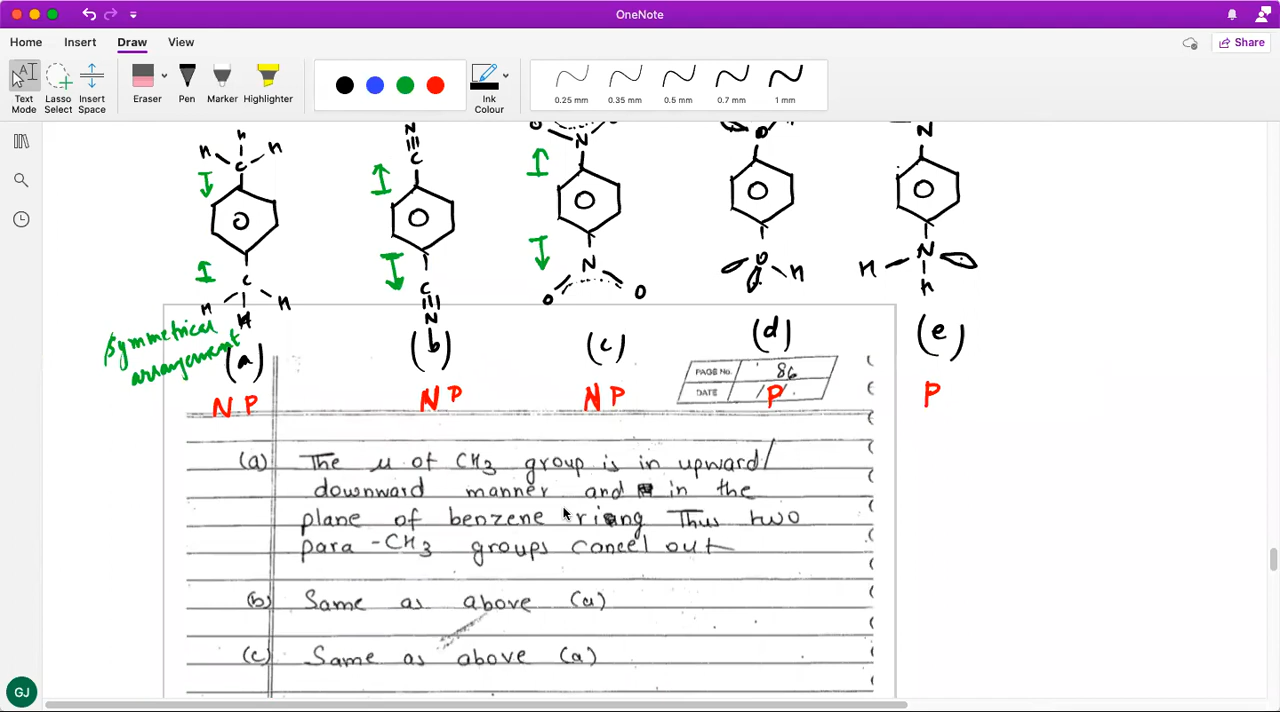 OneNote
Home Insert Draw View
Share
Text Mode
Lasso Select
Insert Space
Eraser
Pen
Marker
Highlighter
Ink Colour
0.25 mm
0.35 mm
0.5 mm
0.7 mm
1 mm
H
H C H
N
C
O N O
O
N
C
H H
H
C
N
N
O O
O H
H N
H
Symmetrical
arrangement
(a)
(b)
(c)
(d)
(e)
PAGE No. 86
DATE / /
N P
N P
N P
P
P
(a) The μ of CH3 group is in upward/
downward manner and in the
plane of benzene riong Thus two
para -CH3 groups cancel out
(b) Same as above (a)
(c) Same as above (a)
GJ